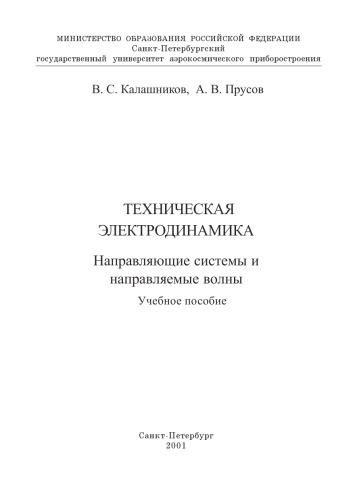 МИНИСТЕРСТВО ОБРАЗОВАНИЯ РОССИЙСКОЙ ФЕДЕРАЦИИ
Санкт-Петербургский
государственный университет аэрокосмического приборостроения
В. С. Калашников, А. В. Прусов
ТЕХНИЧЕСКАЯ
ЭЛЕКТРОДИНАМИКА
Направляющие системы и
направляемые волны
Учебное пособие
Санкт-Петербург
2001